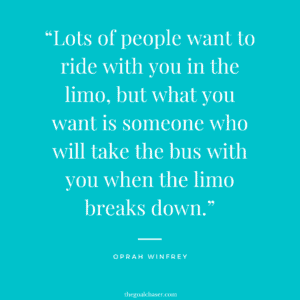 “Lots of people want to
ride with you in the
limo, but what you
want is someone who
will take the bus with
you when the limo
breaks down.”
OPRAH WINFREY
thegoalchaser.com